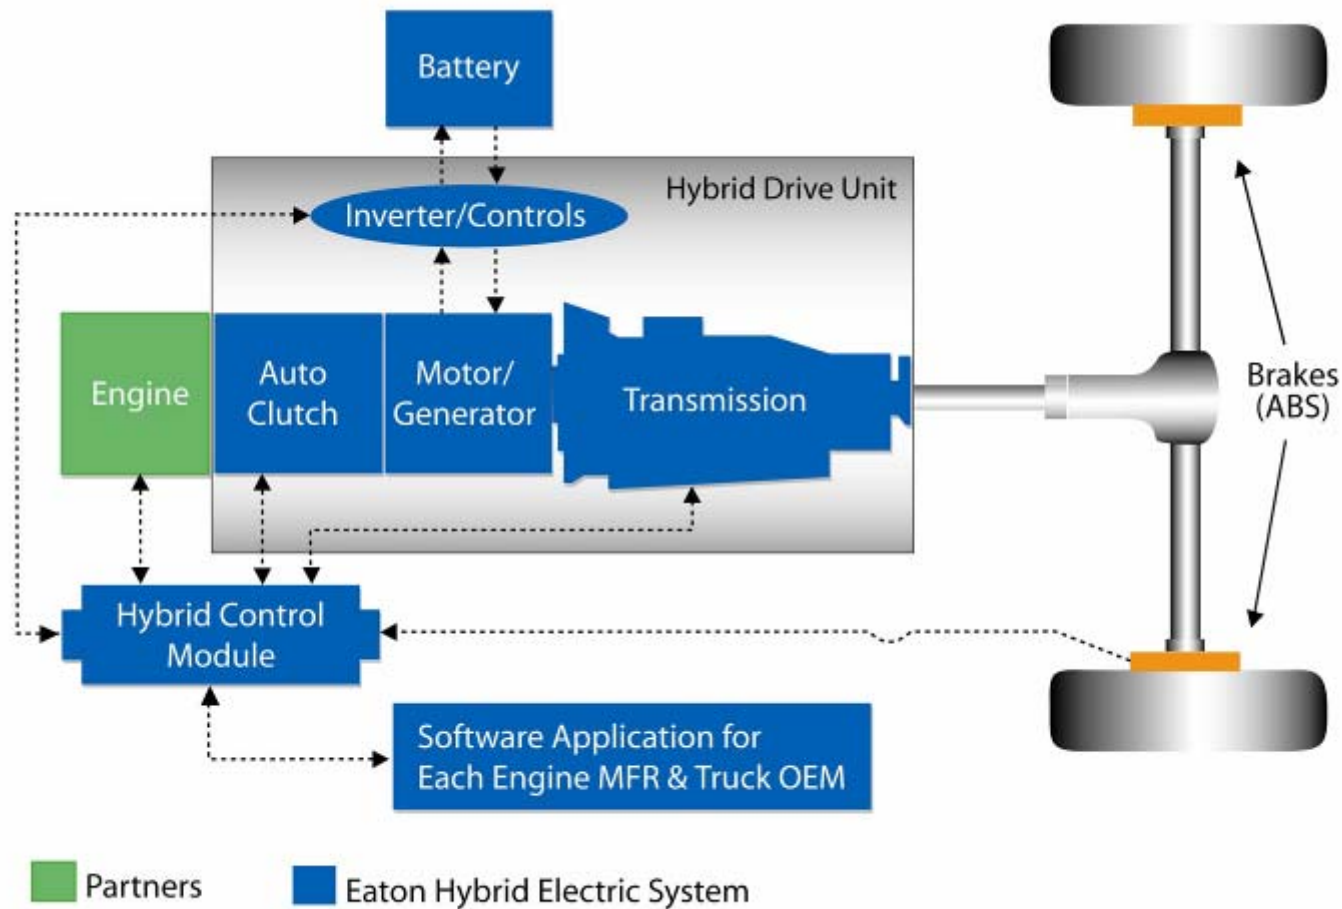 Battery
Hybrid Drive Unit
Inverter/Controls
Engine
Auto
Clutch
Motor/
Generator
Transmission
Brakes
(ABS)
Hybrid Control
Module
Software Application for
Each Engine MFR & Truck OEM
Partners
Eaton Hybrid Electric System